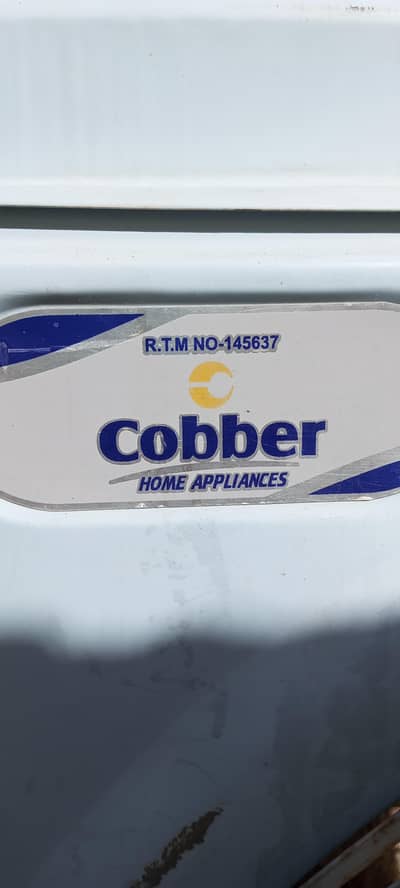 R.T.M NO-145637
Cobber
HOME APPLIANCES